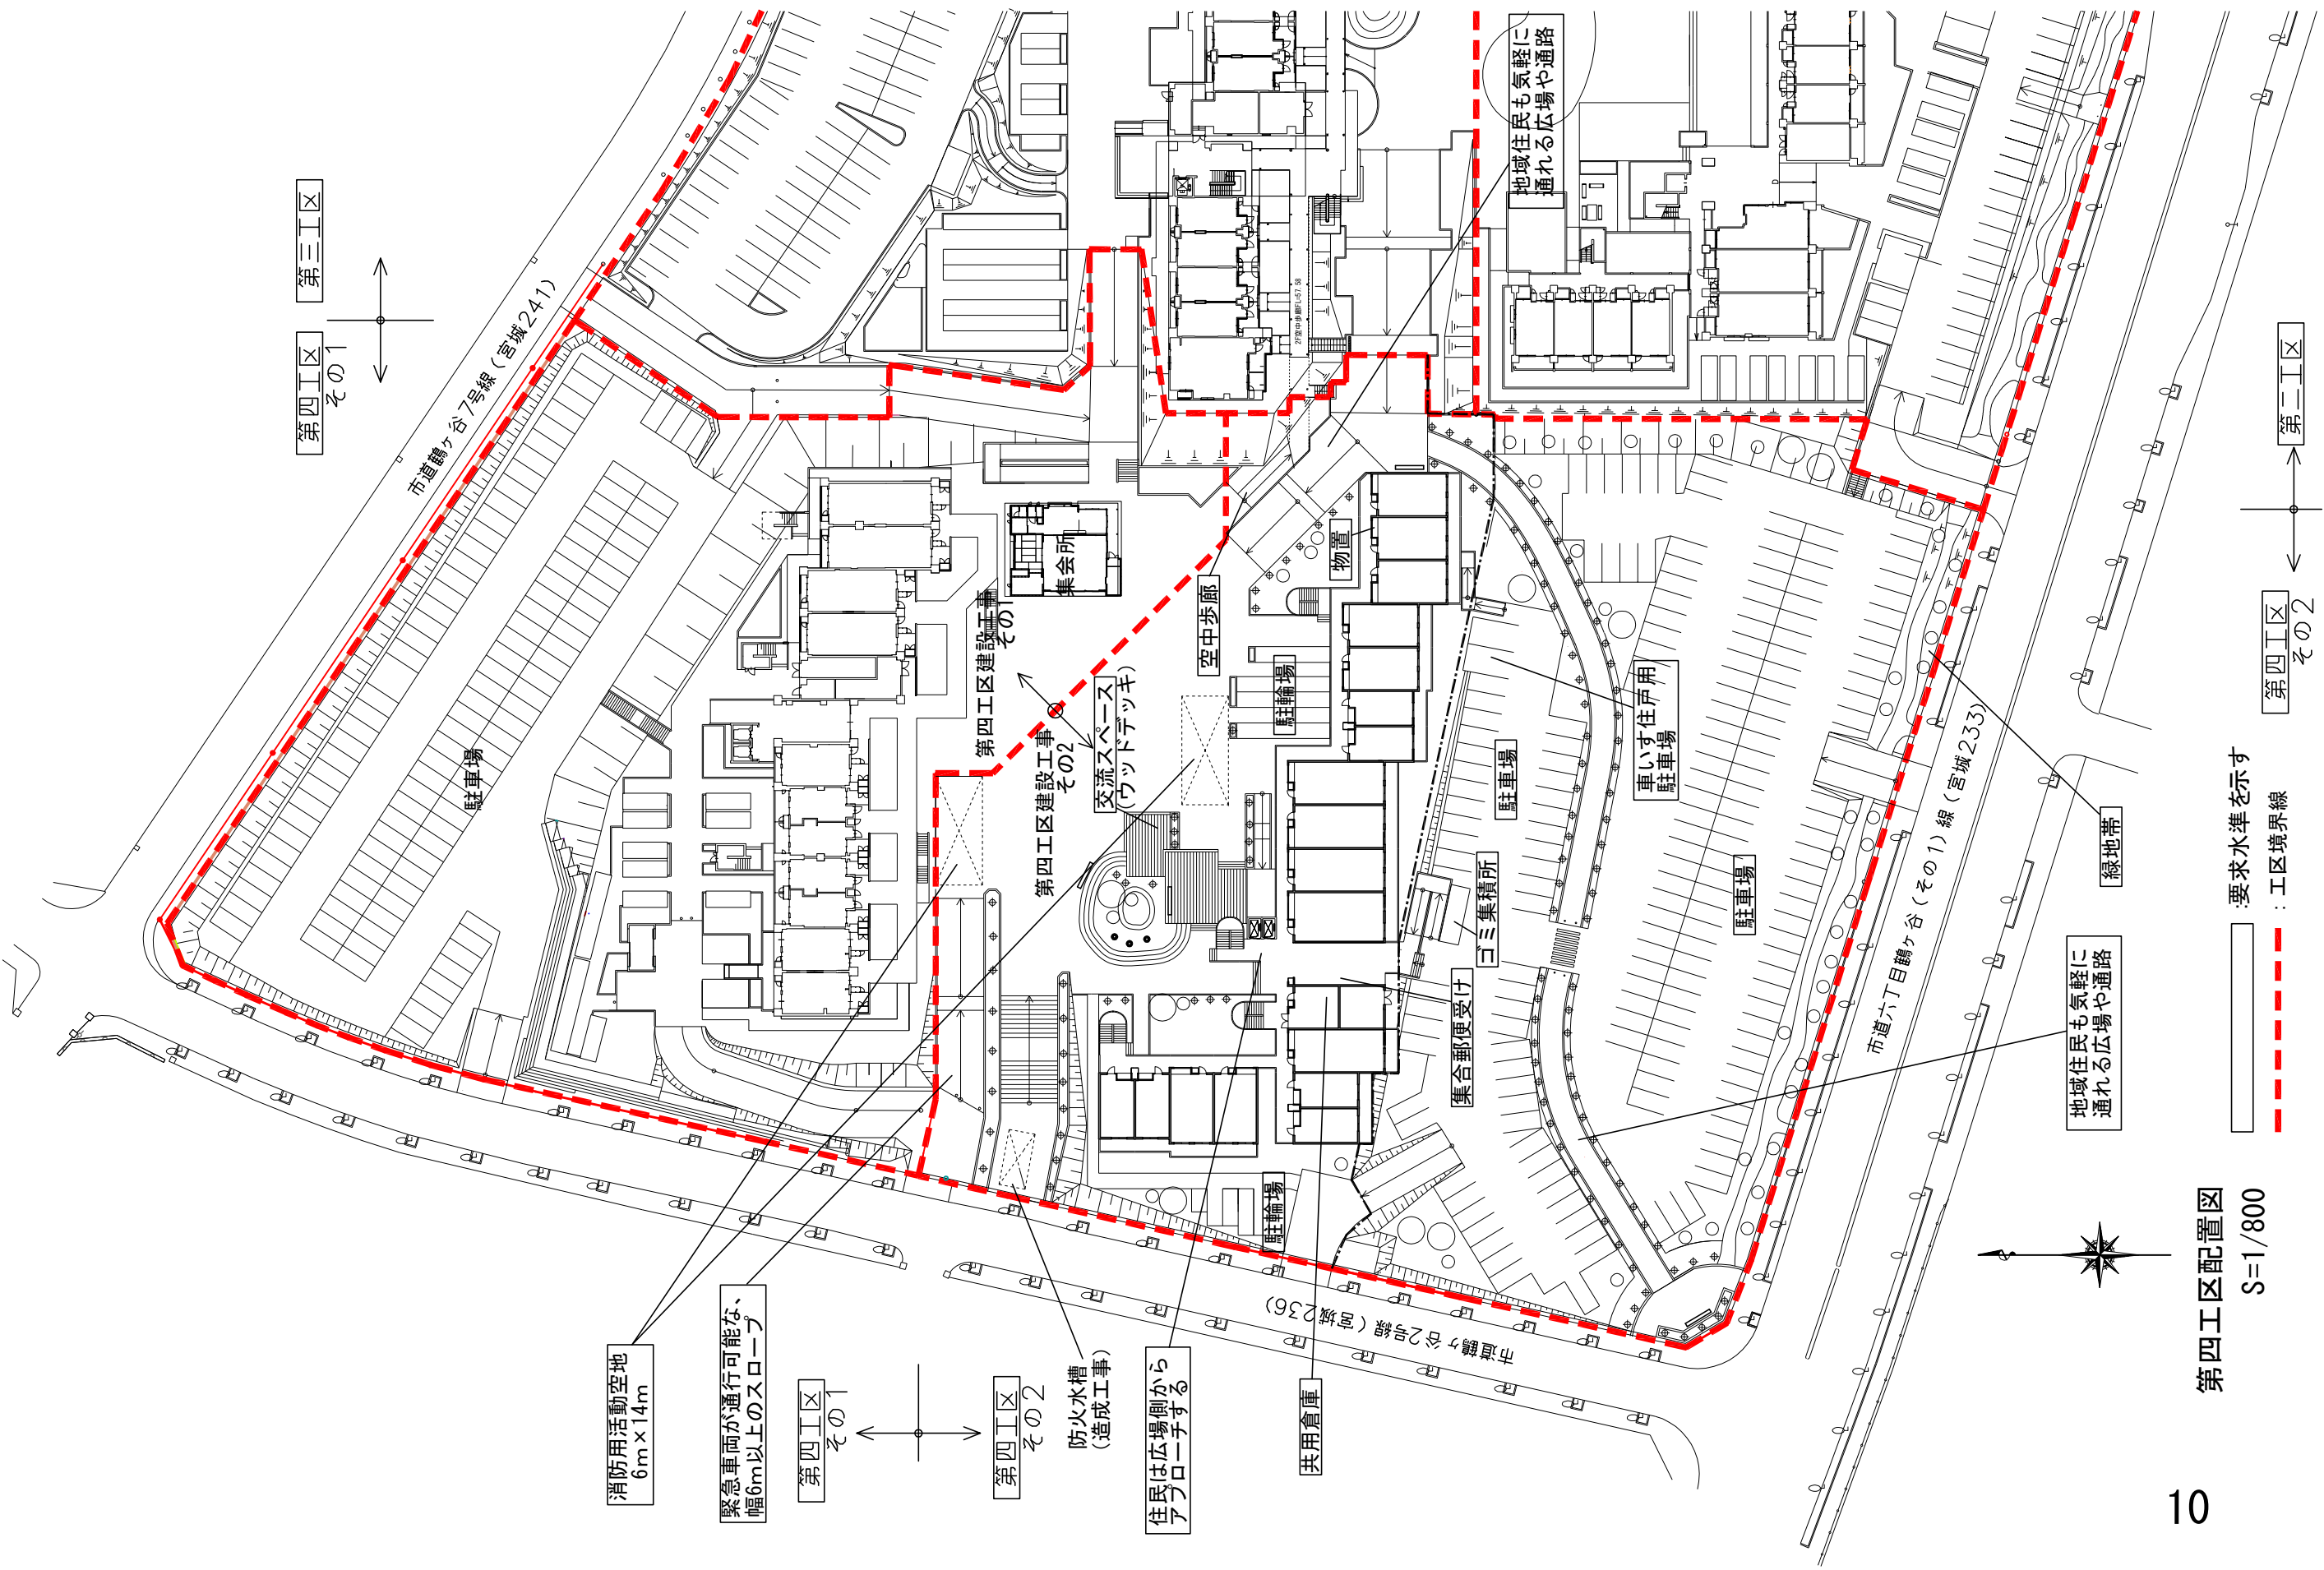 第三工区
第四工区
その1
市道鶴ヶ谷7号線(宮城241)
地域住民も気軽に
通れる広場や通路
2F空中歩廊FL=57.58
集会所
第四工区建設工事
その1
物置
空中歩廊
駐輪場
第四工区建設工事
その2
交流スペース
(ウッドデッキ)
駐車場
駐車場
車いす住戸用
駐車場
ゴミ集積所
駐車場
集合郵便受け
駐輪場
市道六丁目鶴ヶ谷(その1)線(宮城233)
緑地帯
地域住民も気軽に
通れる広場や通路
第二工区
第四工区
その2
消防用活動空地
6m×14m
緊急車両が通行可能な、
幅6m以上のスロープ
第四工区
その1
第四工区
その2
防火水槽
(造成工事)
住民は広場側から
アプローチする
共用倉庫
市道鶴ヶ谷2号線(宮城236)
:要求水準を示す
:工区境界線
第四工区配置図
S=1/800
10